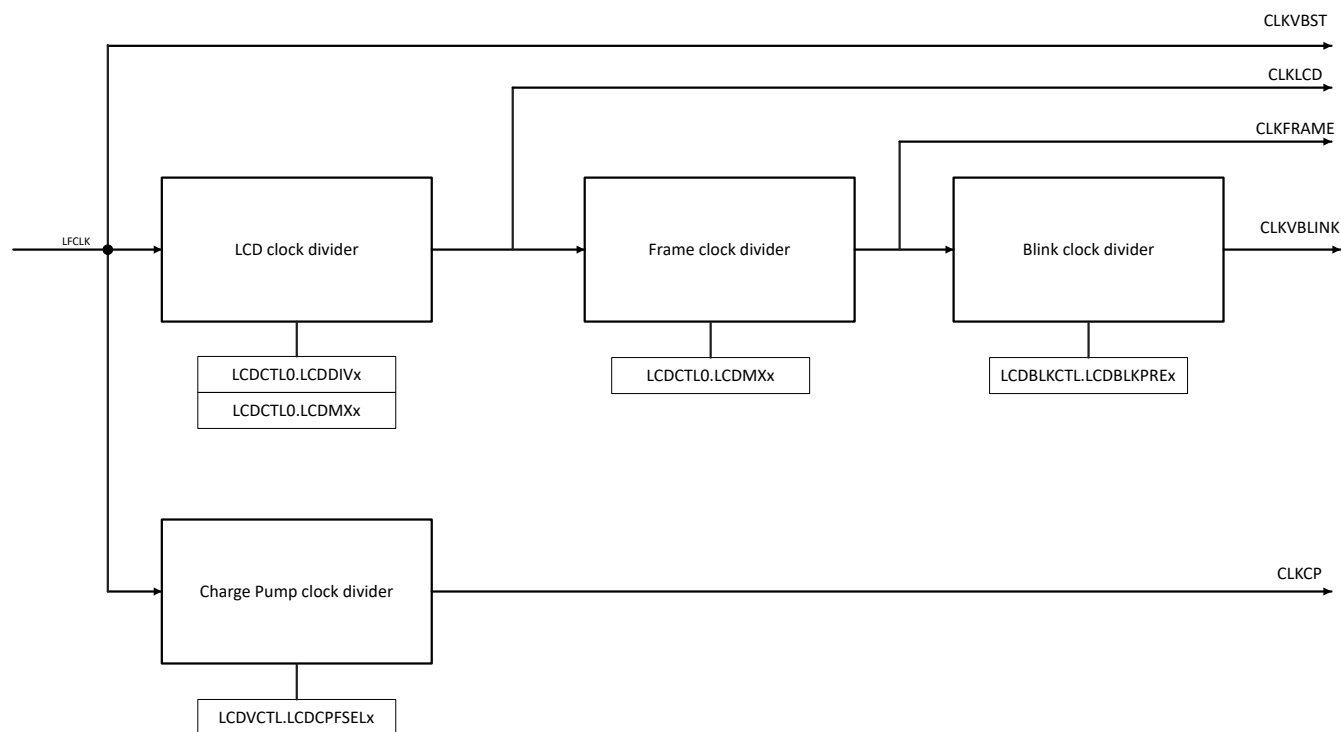 CLKVBST
CLKLCD
CLKFRAME
LFCLK
LCD clock divider
Frame clock divider
Blink clock divider
CLKVBLINK
LCDCTL0.LCDDIVx
LCDCTL0.LCDMXx
LCDCTL0.LCDMXx
LCDBLKCTL.LCDBLKPREx
Charge Pump clock divider
CLKCP
LCDVCTL.LCDCPFSELx